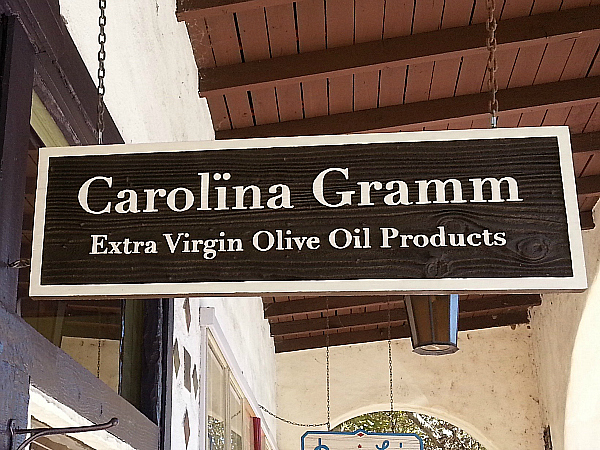 Carolïna Gramm
Extra Virgin Olive Oil Products